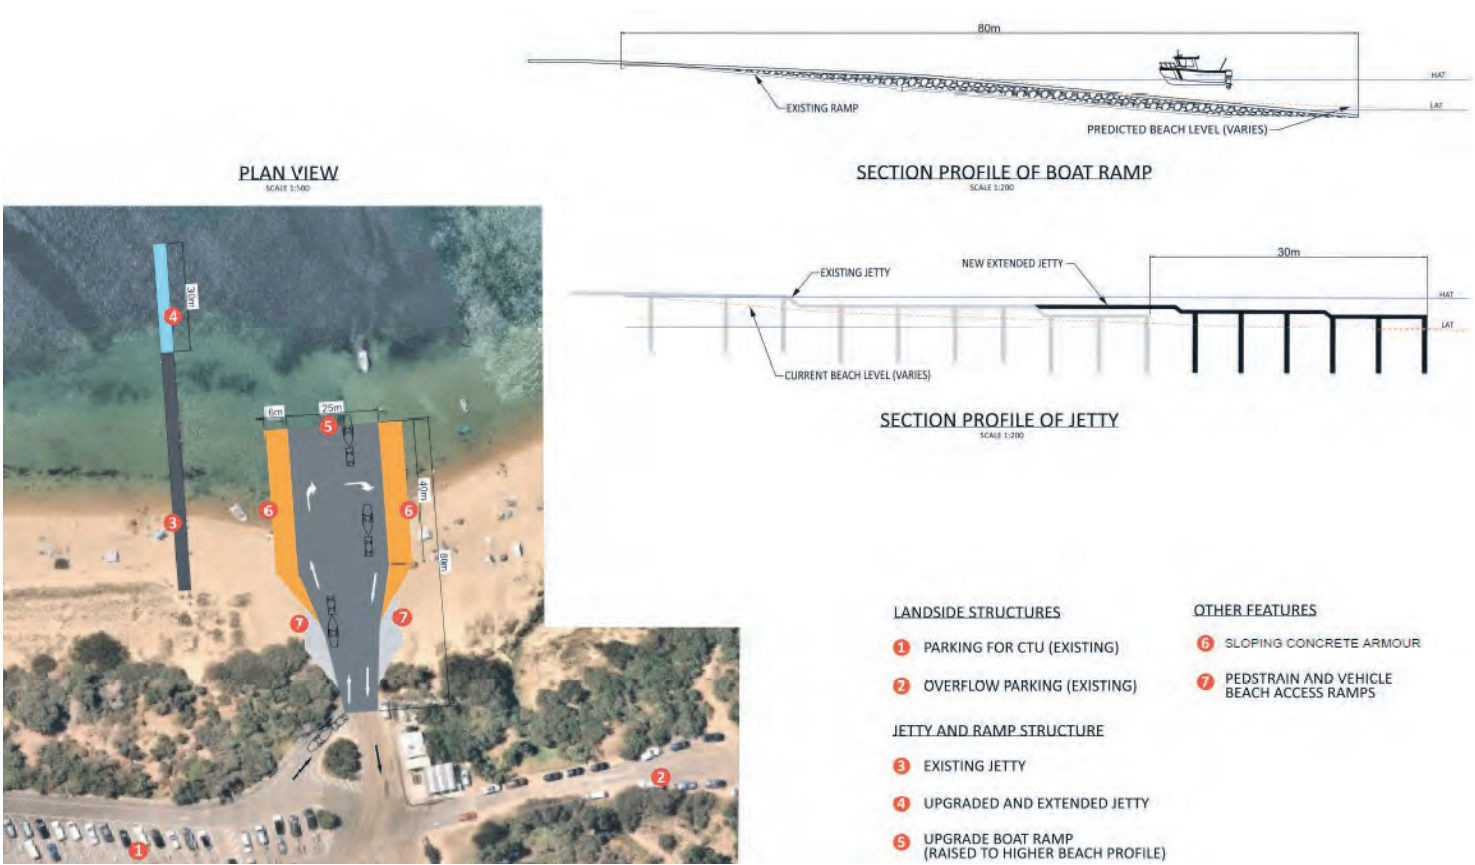 80m
HAT
EXISTING RAMP
LAT
PREDICTED BEACH LEVEL (VARIES)
PLAN VIEW
SCALE 1:500
SECTION PROFILE OF BOAT RAMP
SCALE 1:200
30m
EXISTING JETTY
NEW EXTENDED JETTY
HAT
LAT
CURRENT BEACH LEVEL (VARIES)
SECTION PROFILE OF JETTY
SCALE 1:200
30m
4
6m
25m
5
40m
6
6
3
80m
7
7
2
1
LANDSIDE STRUCTURES
1 PARKING FOR CTU (EXISTING)
2 OVERFLOW PARKING (EXISTING)
JETTY AND RAMP STRUCTURE
3 EXISTING JETTY
4 UPGRADED AND EXTENDED JETTY
5 UPGRADE BOAT RAMP
(RAISED TO HIGHER BEACH PROFILE)
OTHER FEATURES
6 SLOPING CONCRETE ARMOUR
7 PEDSTRAIN AND VEHICLE
BEACH ACCESS RAMPS